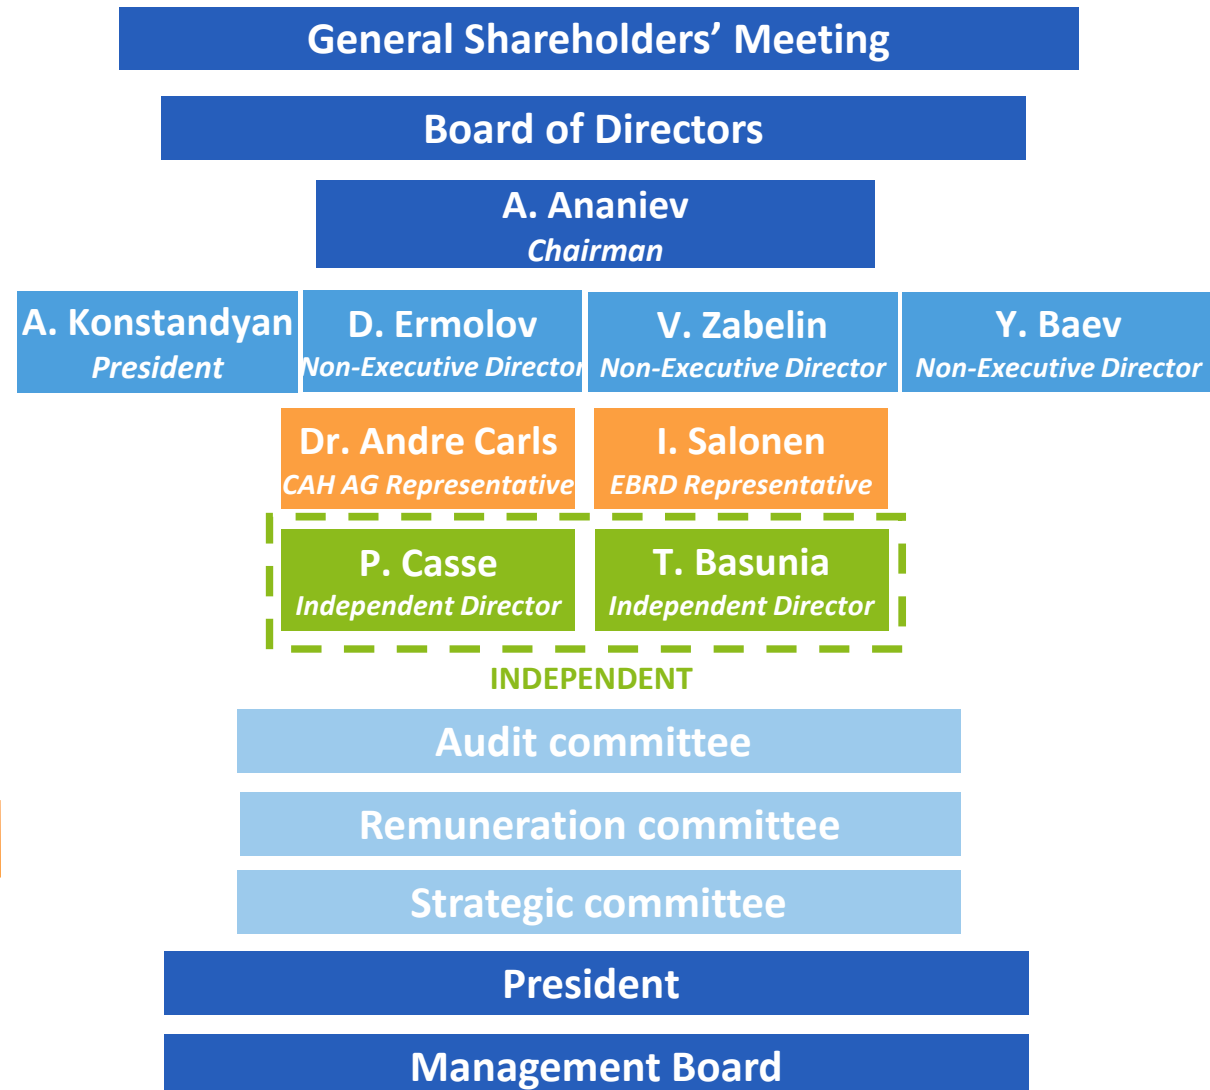 General Shareholders’ Meeting
Board of Directors
A. Ananiev
Chairman
A. Konstandyan
President
D. Ermolov
Non-Executive Director
V. Zabelin
Non-Executive Director
Y. Baev
Non-Executive Director
Dr. Andre Carls
CAH AG Representative
I. Salonen
EBRD Representative
P. Casse
Independent Director
T. Basunia
Independent Director
INDEPENDENT
Audit committee
Remuneration committee
Strategic committee
President
Management Board